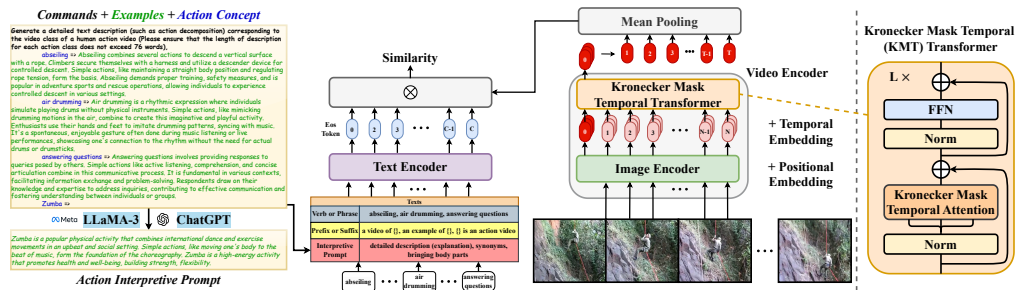 Commands + Examples + Action Concept
Generate a detailed text description (such as action decomposition) corresponding
to the video class of a human action video (Please ensure that the length of description
for each action class does not exceed 76 words),
abseiling => Abseiling combines several actions to descend a vertical surface
with a rope. Climbers secure themselves with a harness and utilize a descender device for
controlled descent. Simple actions, like maintaining a straight body position and regulating
rope tension, form the basis. Abseiling demands proper training, safety measures, and is
popular in adventure sports and rescue operations, allowing individuals to experience
controlled descent in various settings.
air drumming => Air drumming is a rhythmic expression where individuals
simulate playing drums without physical instruments. Simple actions, like mimicking
drumming motions in the air, combine to create this imaginative and playful activity.
Enthusiasts use their hands and feet to imitate drumming patterns, syncing with music.
It's a spontaneous, enjoyable gesture often done during music listening or live
performances, showcasing one's connection to the rhythm without the need for actual
drums or drumsticks.
answering questions => Answering questions involves providing responses to
queries posed by others. Simple actions like active listening, comprehension, and concise
articulation combine in this communicative process. It is fundamental in various contexts,
facilitating information exchange and problem-solving. Respondents draw on their
knowledge and expertise to address inquiries, contributing to effective communication and
fostering understanding between individuals or groups.
Zumba =>
Meta LLaMA-3 ChatGPT
Zumba is a popular physical activity that combines international dance and exercise
movements in an upbeat and social setting. Simple actions, like moving one's body to the
beat of music, form the foundation of the choreography. Zumba is a high-energy activity
that promotes health and well-being, building strength, flexibility.
Action Interpretive Prompt
Similarity
Eos
Token
0 2 3 C-1 C
Text Encoder
Texts
Verb or Phrase abseiling, air drumming, answering questions
Prefix or Suffix a video of {}, an example of {}, {} is an action video
Interpretive
Prompt
detailed description (explanation), synonyms,
bringing body parts
abseiling
air
drumming
answering
questions
Mean Pooling
0 1 2 3 T-1 T
Video Encoder
Kronecker Mask
Temporal Transformer
+ Temporal
Embedding
0 1 2 3 N-1 N
Image Encoder
+ Positional
Embedding
Kronecker Mask Temporal
(KMT) Transformer
L ×
FFN
Norm
Kronecker Mask
Temporal Attention
Norm